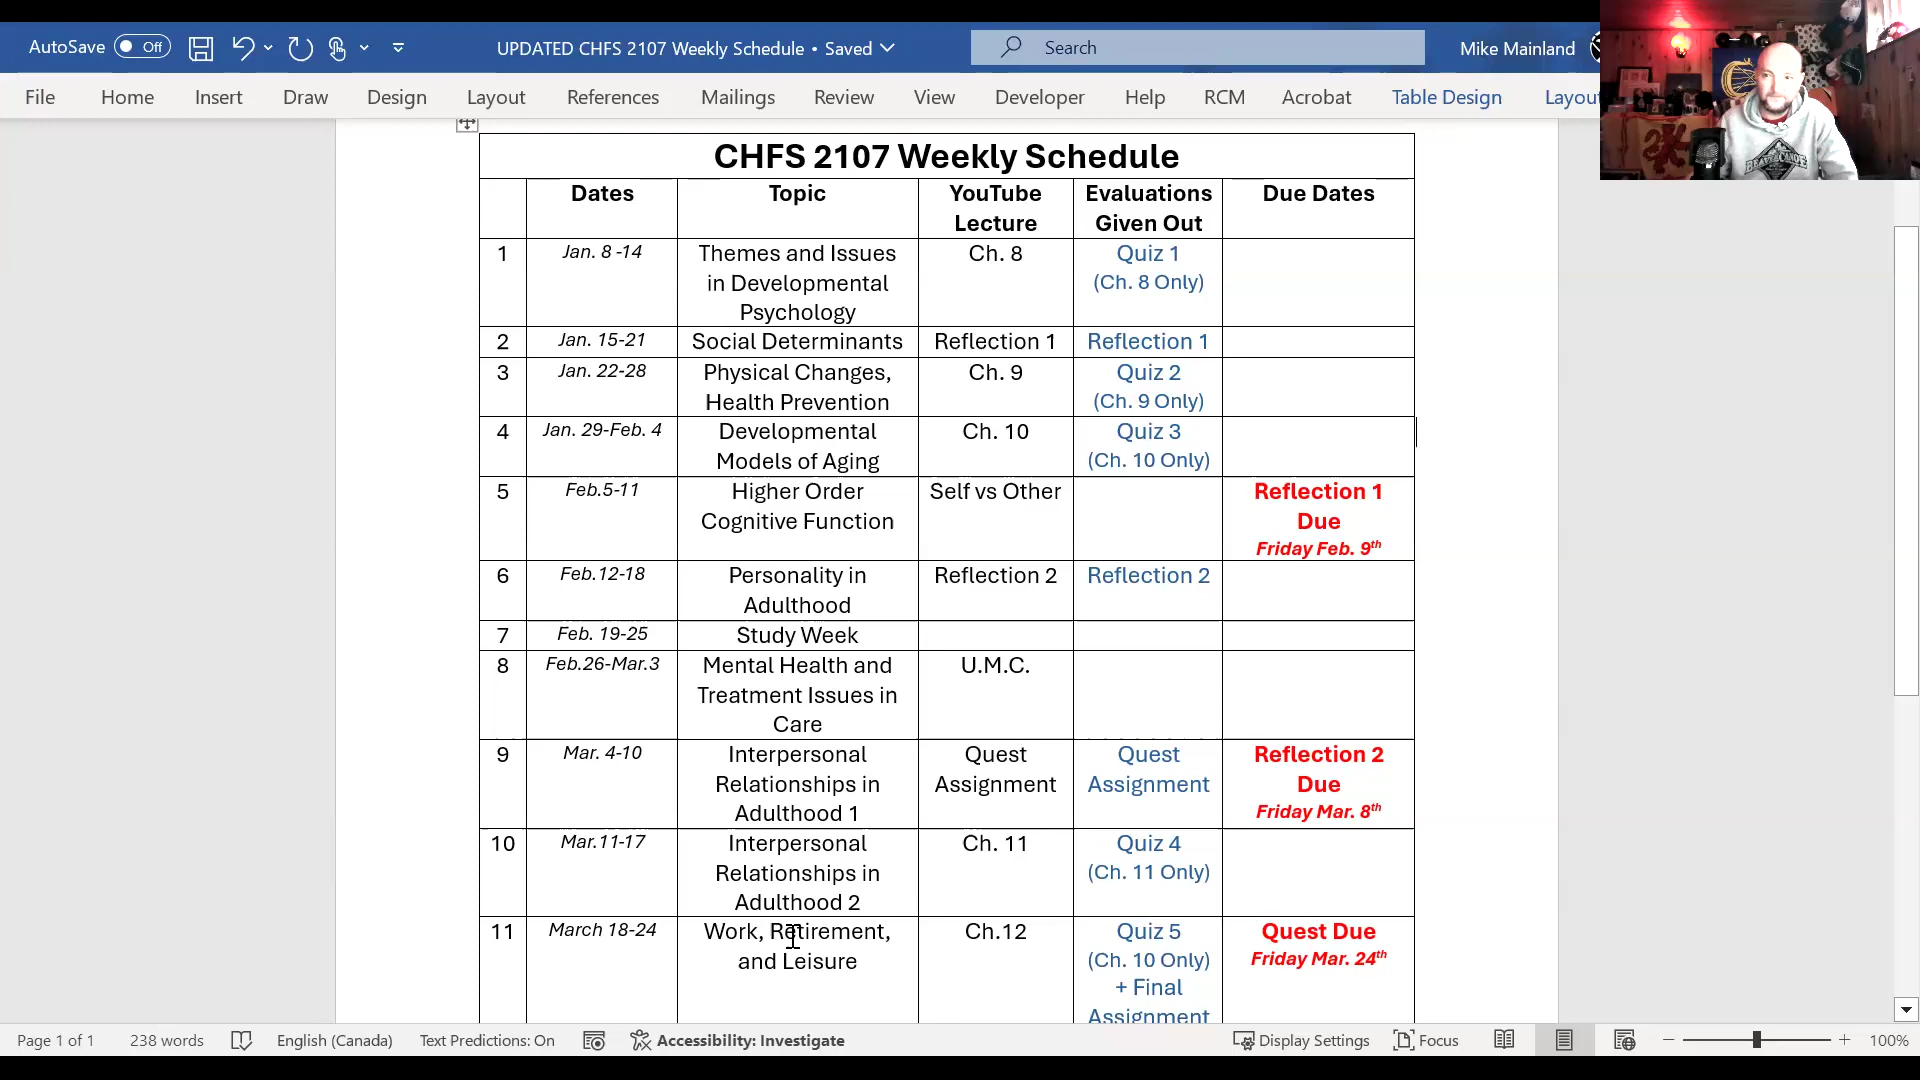 AutoSave Off UPDATED CHFS 2107 Weekly Schedule • Saved Search Mike Mainland
File Home Insert Draw Design Layout References Mailings Review View Developer Help RCM Acrobat Table Design Layou
CHFS 2107 Weekly Schedule
Dates Topic YouTube Evaluations Due Dates
Lecture Given Out
1 Jan. 8 -14 Themes and Issues Ch. 8 Quiz 1
in Developmental (Ch. 8 Only)
Psychology
2 Jan. 15-21 Social Determinants Reflection 1 Reflection 1
3 Jan. 22-28 Physical Changes, Ch. 9 Quiz 2
Health Prevention (Ch. 9 Only)
4 Jan. 29-Feb. 4 Developmental Ch. 10 Quiz 3
Models of Aging (Ch. 10 Only)
5 Feb.5-11 Higher Order Self vs Other Reflection 1
Cognitive Function Due
Friday Feb. 9th
6 Feb.12-18 Personality in Reflection 2 Reflection 2
Adulthood
7 Feb. 19-25 Study Week
8 Feb.26-Mar.3 Mental Health and U.M.C.
Treatment Issues in
Care
9 Mar. 4-10 Interpersonal Quest Quest Reflection 2
Relationships in Assignment Assignment Due
Adulthood 1 Friday Mar. 8th
10 Mar.11-17 Interpersonal Ch. 11 Quiz 4
Relationships in (Ch. 11 Only)
Adulthood 2
11 March 18-24 Work, Retirement, Ch.12 Quiz 5 Quest Due
and Leisure (Ch. 10 Only) Friday Mar. 24th
+ Final
Assignment
Page 1 of 1 238 words English (Canada) Text Predictions: On Accessibility: Investigate Display Settings Focus 100%